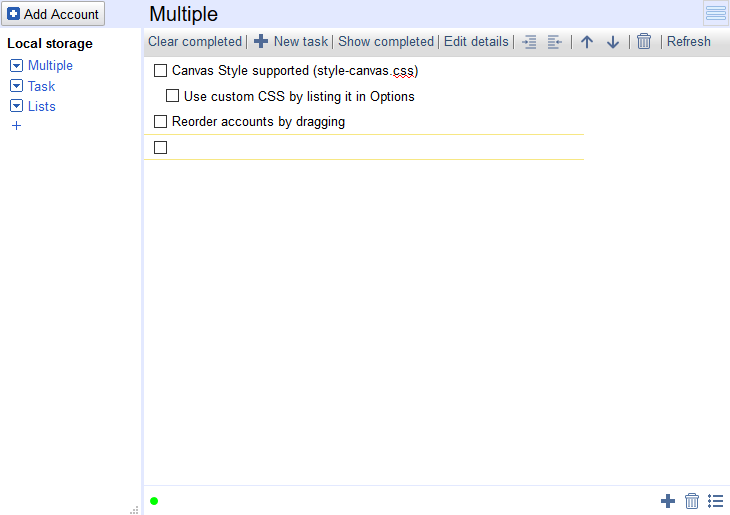 Add Account
Multiple
Local storage
Multiple
Task
Lists
Clear completed
New task
Show completed
Edit details
Refresh
Canvas Style supported (style-canvas.css)
Use custom CSS by listing it in Options
Reorder accounts by dragging